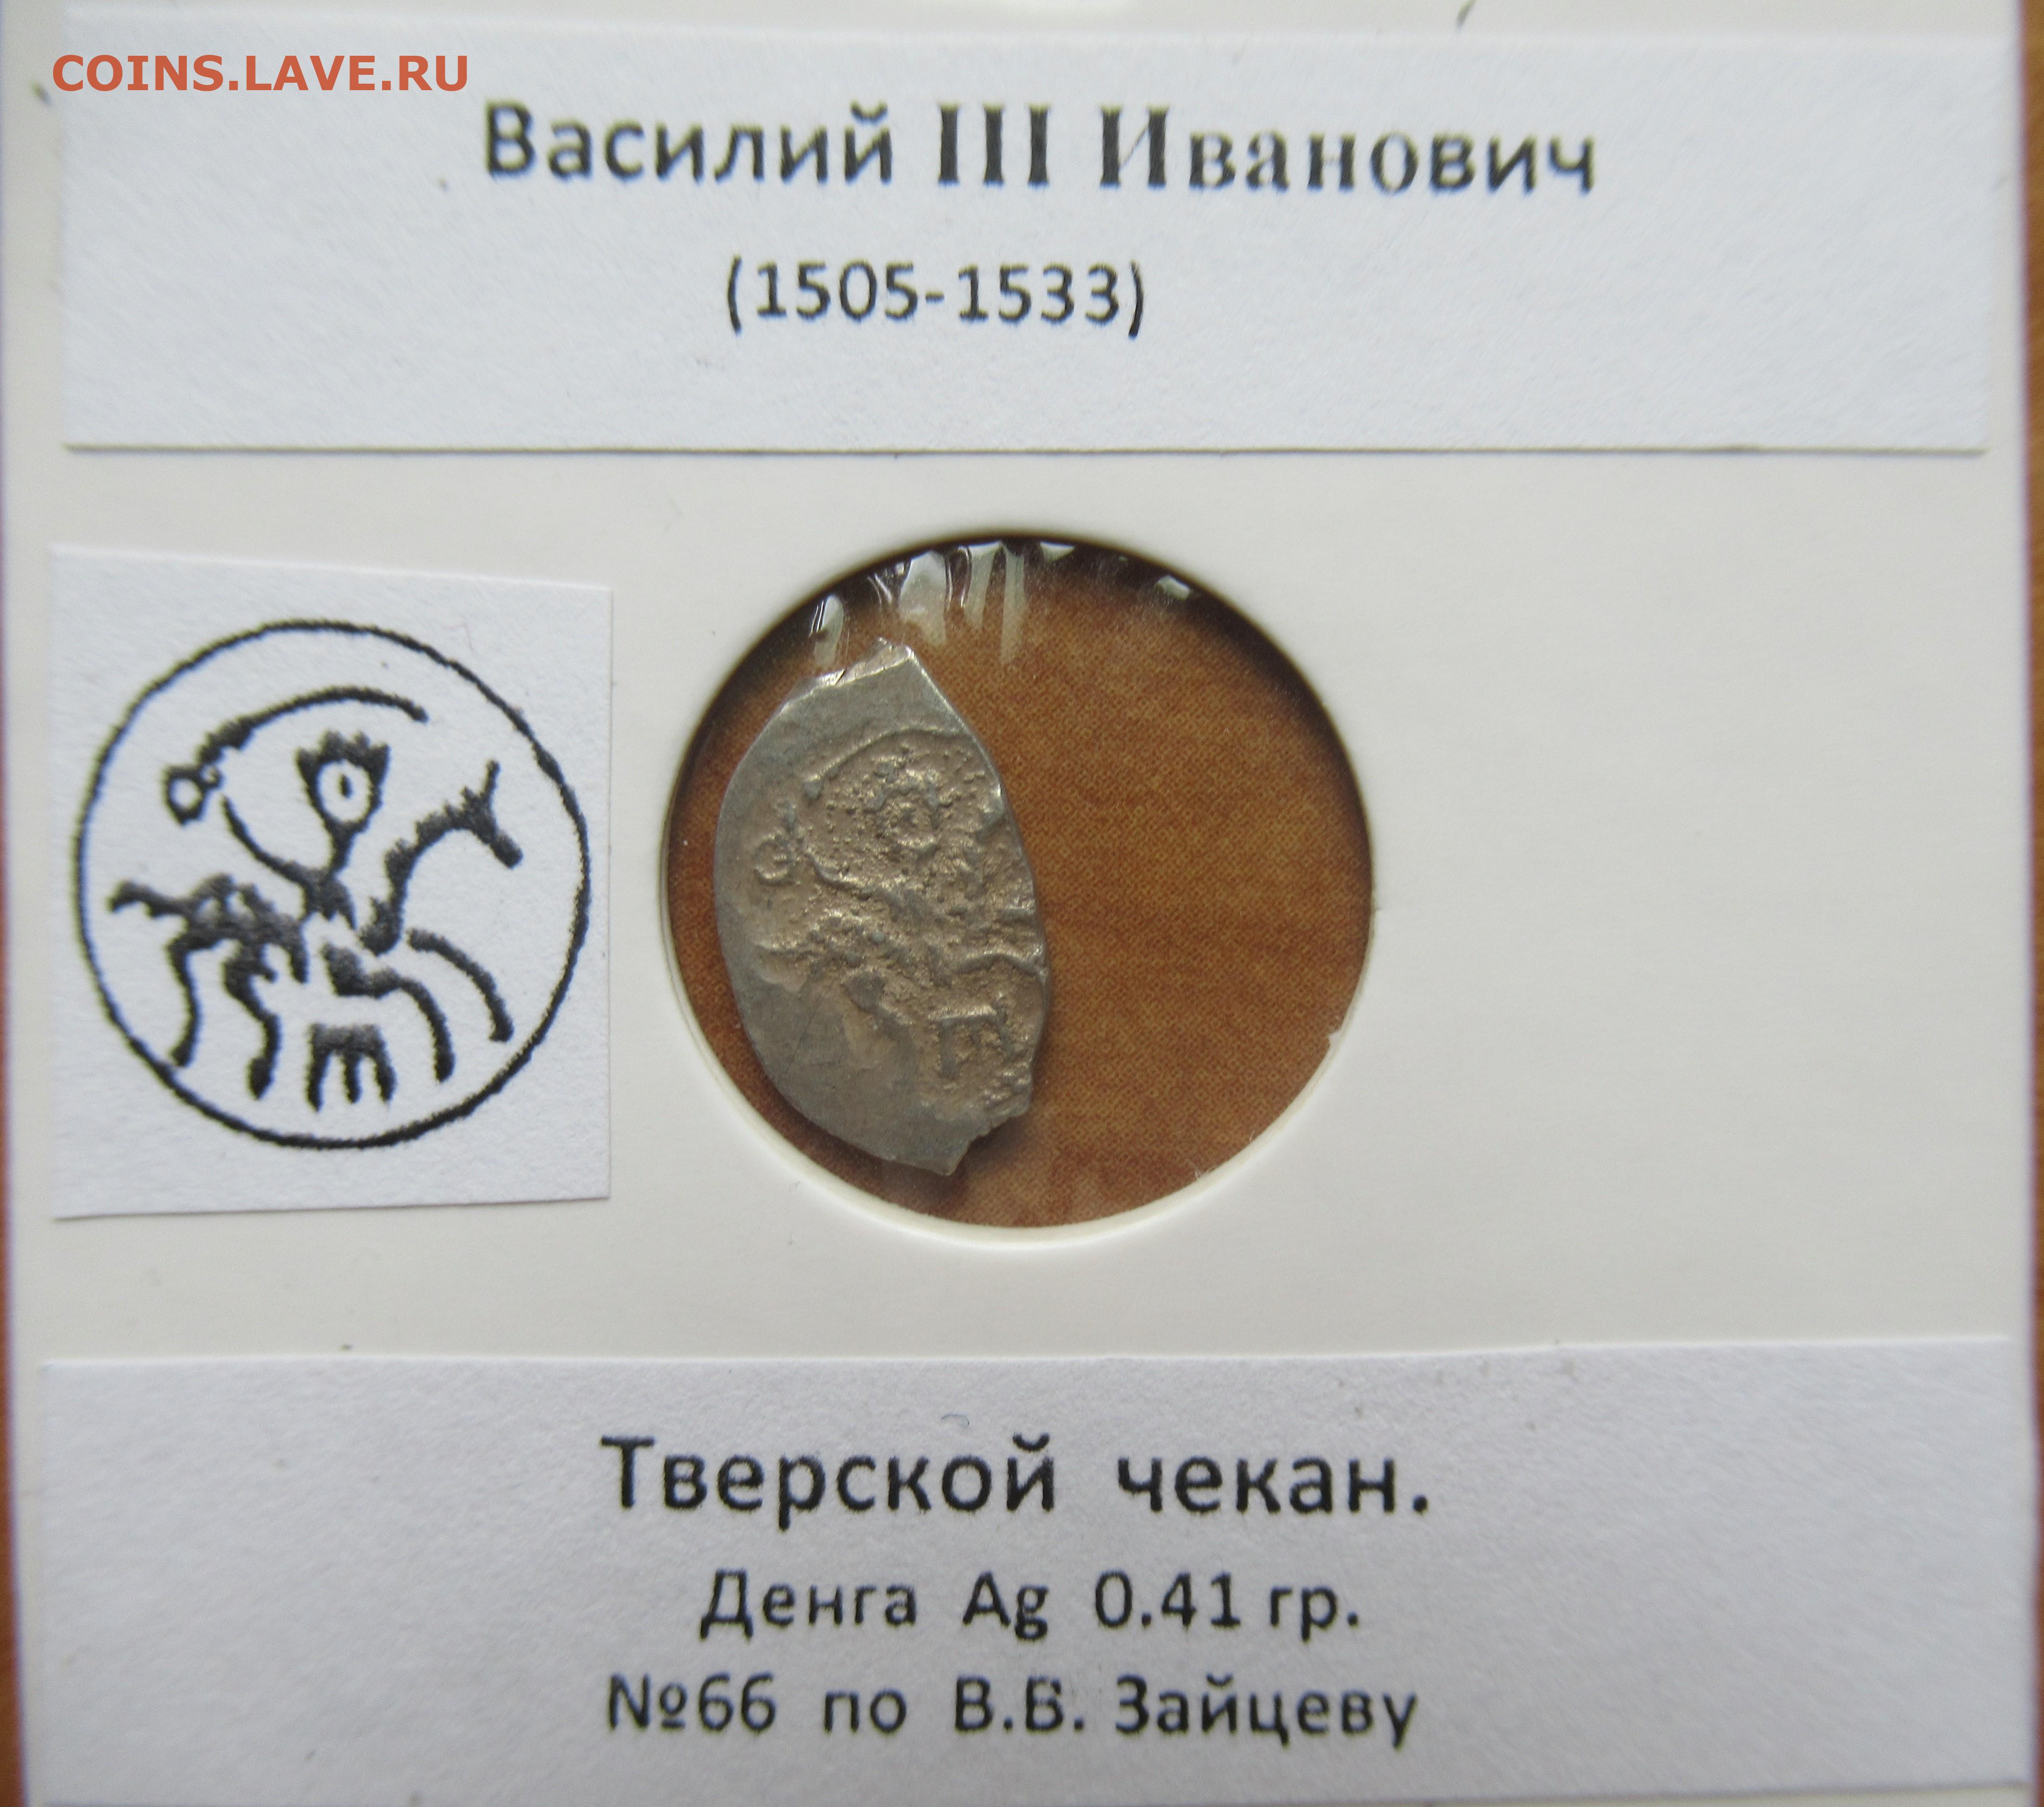 COINS.LAVE.RU
Василий III Иванович
(1505-1533)
Тверской чекан.
Денга Ag 0.41 гр.
№66 по В.В. Зайцеву